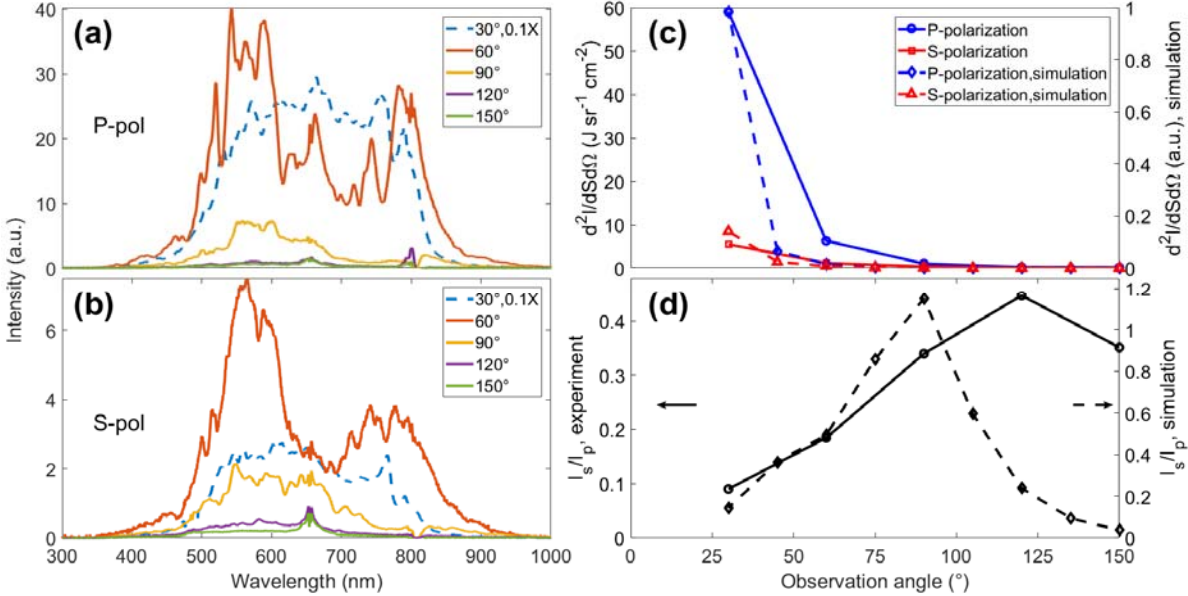 (a)
30°,0.1X
60°
90°
120°
150°
P-pol
40
30
20
10
0
Intensity (a.u.)
(b)
30°,0.1X
60°
90°
120°
150°
S-pol
6
4
2
0
300 400 500 600 700 800 900 1000
Wavelength (nm)
(c)
P-polarization
S-polarization
P-polarization,simulation
S-polarization,simulation
60
50
40
30
20
10
0
d²I/dSdΩ (J sr⁻¹ cm⁻²)
1
0.8
0.6
0.4
0.2
0
d²I/dSdΩ (a.u.), simulation
(d)
0.4
0.3
0.2
0.1
0
Is/Ip, experiment
1.2
1
0.8
0.6
0.4
0.2
0
Is/Ip, simulation
0 25 50 75 100 125 150
Observation angle (°)